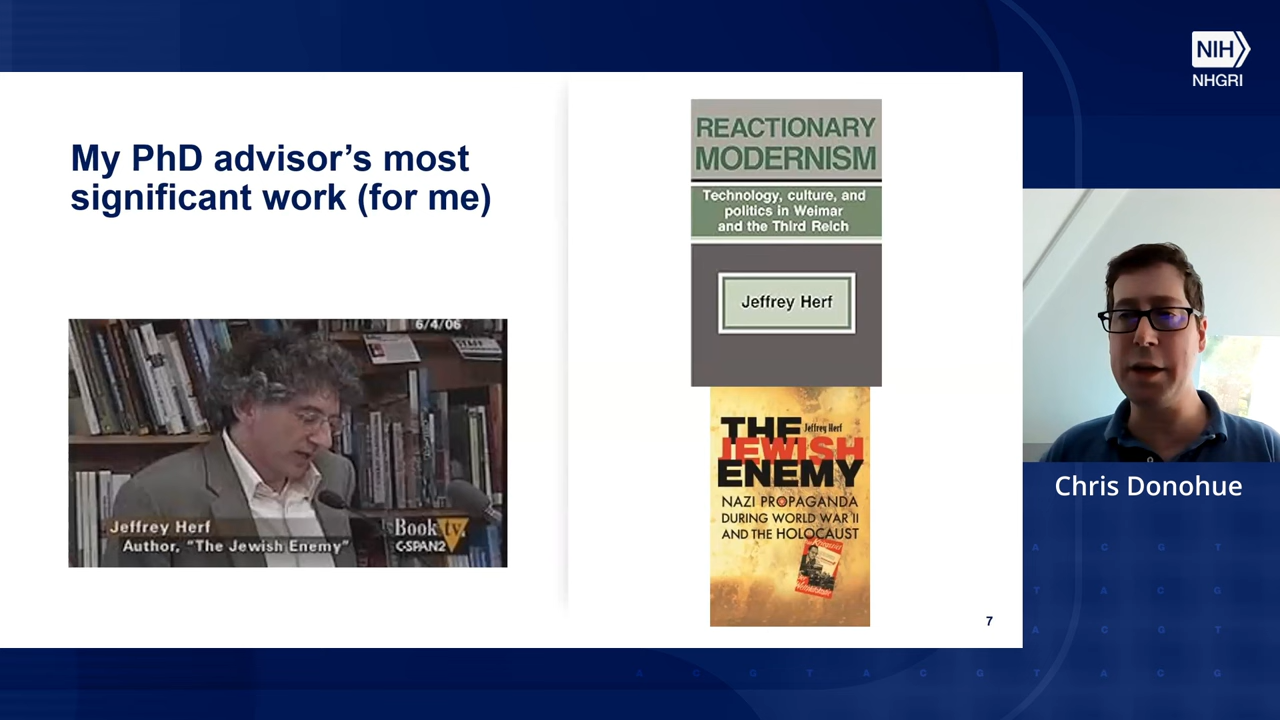 NIH
NHGRI
My PhD advisor's most
significant work (for me)
6/4/06
STAFF
Jeffrey Herf
Author, "The Jewish Enemy"
Book tv
C-SPAN2
REACTIONARY
MODERNISM
Technology, culture, and
politics in Weimar
and the Third Reich
Jeffrey Herf
THE
Jeffrey Herf
JEWISH
ENEMY
NAZI PROPAGANDA
DURING WORLD WAR II
AND THE HOLOCAUST
7
Chris Donohue
A C G T
T A C G
A C G T
A C G T A C G T A C G